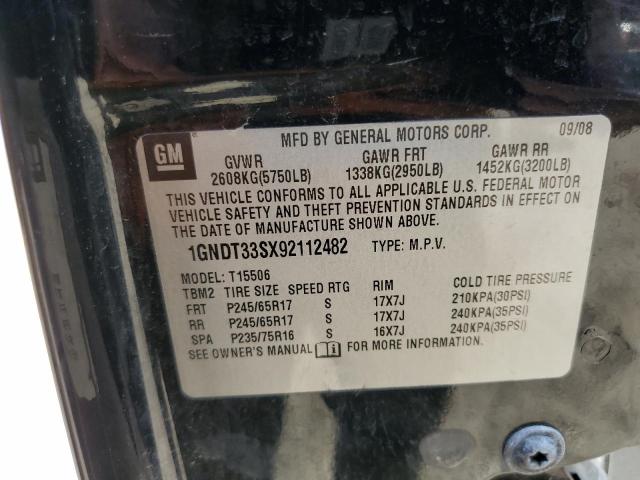 GM
MFD BY GENERAL MOTORS CORP. 09/08
GVWR GAWR FRT GAWR RR
2608KG(5750LB) 1338KG(2950LB) 1452KG(3200LB)
THIS VEHICLE CONFORMS TO ALL APPLICABLE U.S. FEDERAL MOTOR
VEHICLE SAFETY AND THEFT PREVENTION STANDARDS IN EFFECT ON
THE DATE OF MANUFACTURE SHOWN ABOVE.
1GNDT33SX92112482 TYPE: M.P.V.
MODEL: T15506
TBM2 TIRE SIZE SPEED RTG RIM COLD TIRE PRESSURE
FRT P245/65R17 S 17X7J 210KPA(30PSI)
RR P245/65R17 S 17X7J 240KPA(35PSI)
SPA P235/75R16 S 16X7J 240KPA(35PSI)
SEE OWNER'S MANUAL FOR MORE INFORMATION.